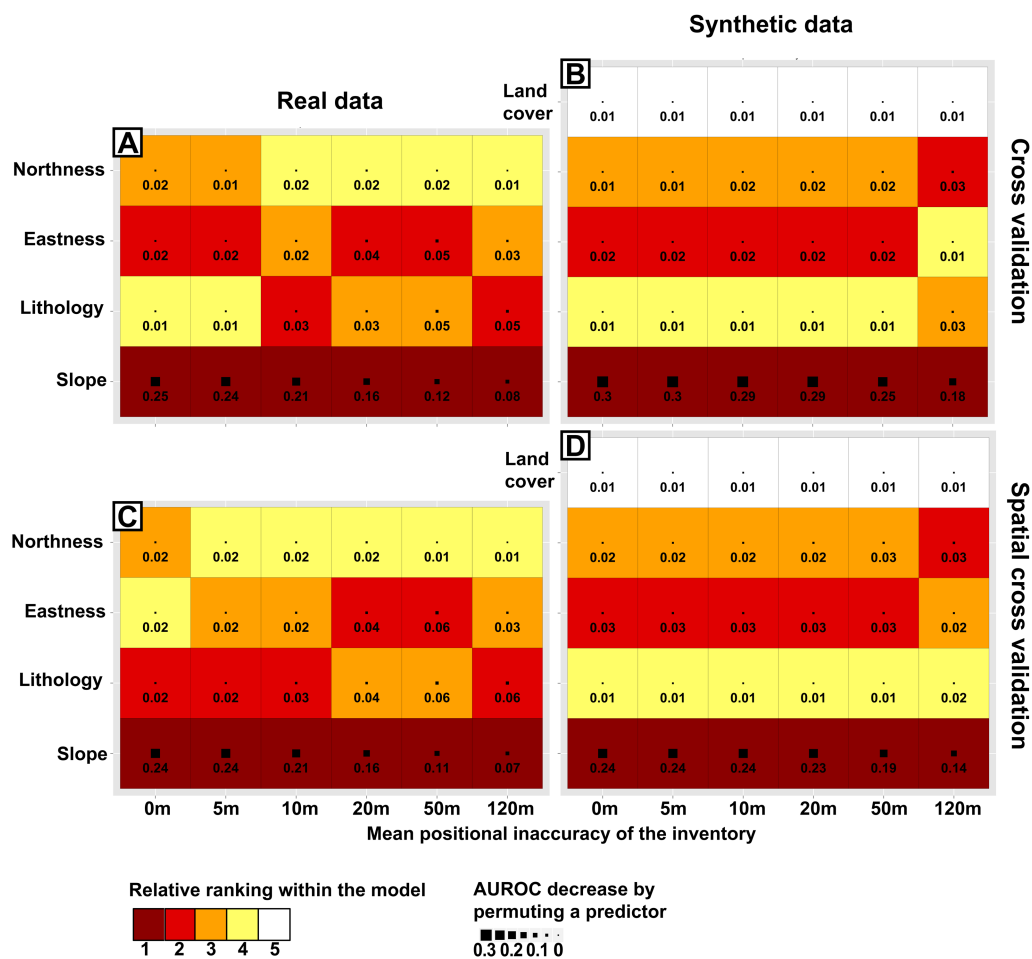 Synthetic data
Real data
B
Land
cover
0.01 0.01 0.01 0.01 0.01 0.01
A
Northness
0.02 0.01 0.02 0.02 0.02 0.01
0.01 0.01 0.02 0.02 0.02 0.03
Eastness
0.02 0.02 0.02 0.04 0.05 0.03
0.02 0.02 0.02 0.02 0.02 0.01
Lithology
0.01 0.01 0.03 0.03 0.05 0.05
0.01 0.01 0.01 0.01 0.01 0.03
Slope
0.25 0.24 0.21 0.16 0.12 0.08
0.3 0.3 0.29 0.29 0.25 0.18
Cross validation
D
Land
cover
0.01 0.01 0.01 0.01 0.01 0.01
C
Northness
0.02 0.02 0.02 0.02 0.01 0.01
0.02 0.02 0.02 0.02 0.03 0.03
Eastness
0.02 0.02 0.02 0.04 0.06 0.03
0.03 0.03 0.03 0.03 0.03 0.02
Lithology
0.02 0.02 0.03 0.04 0.06 0.06
0.01 0.01 0.01 0.01 0.01 0.02
Slope
0.24 0.24 0.21 0.16 0.11 0.07
0.24 0.24 0.24 0.23 0.19 0.14
Spatial cross validation
0m 5m 10m 20m 50m 120m
0m 5m 10m 20m 50m 120m
Mean positional inaccuracy of the inventory
Relative ranking within the model
1 2 3 4 5
AUROC decrease by
permuting a predictor
0.3 0.2 0.1 0